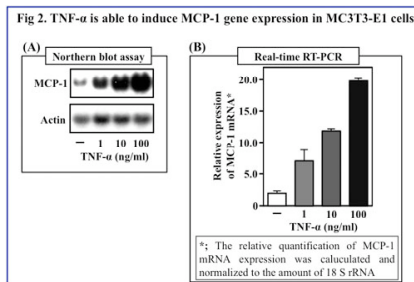 Fig 2. TNF-α is able to induce MCP-1 gene expression in MC3T3-E1 cells
(A)
Northern blot assay
MCP-1
Actin
– 1 10 100
TNF-α (ng/ml)
(B)
Real-time RT-PCR
Relative expression
of MCP-1 mRNA*
20.0
15.0
10.0
5.0
0
– 1 10 100
TNF-α (ng/ml)
*; The relative quantification of MCP-1
mRNA expression was caluculated and
normalized to the amount of 18 S rRNA